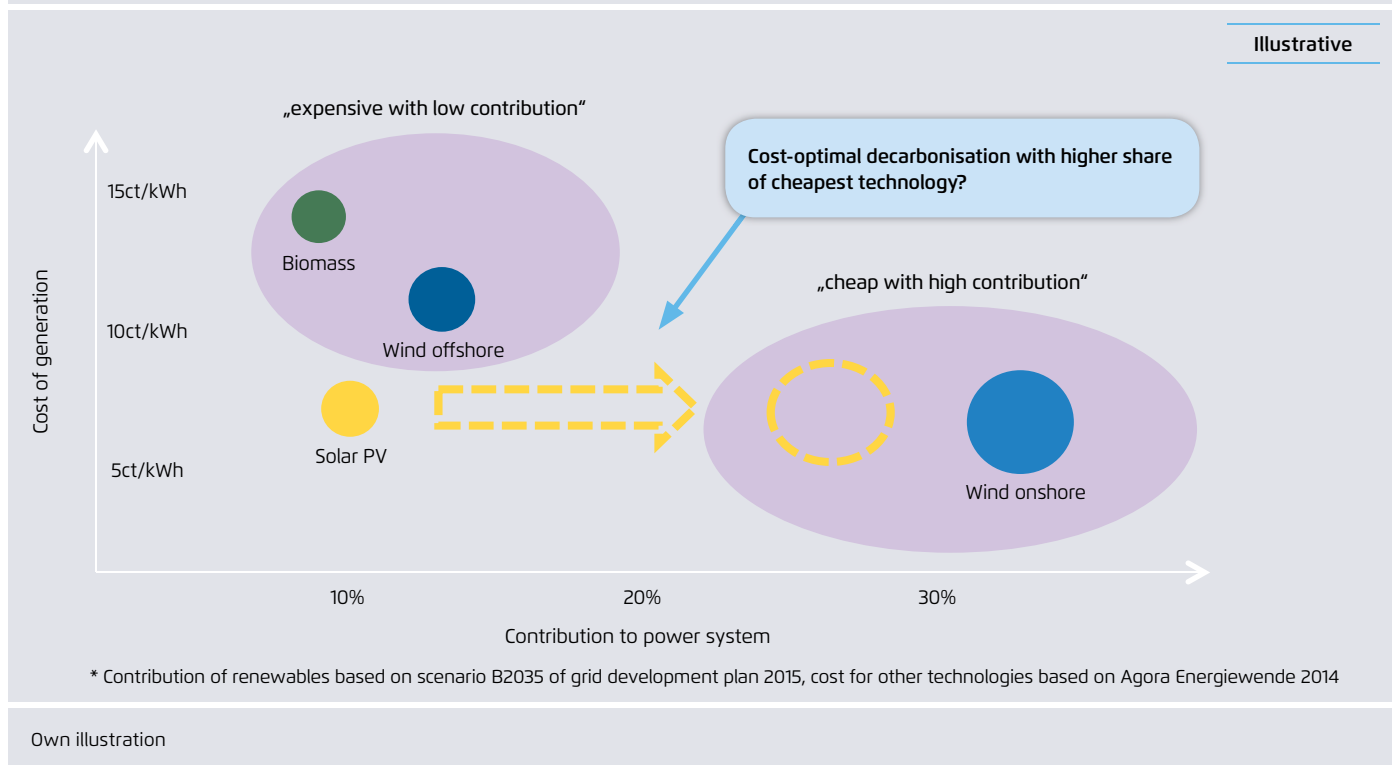 Illustrative
„expensive with low contribution“
Cost-optimal decarbonisation with higher share
of cheapest technology?
15ct/kWh
Biomass
„cheap with high contribution“
10ct/kWh
Wind offshore
Cost of generation
Solar PV
5ct/kWh
Wind onshore
10%
20%
30%
Contribution to power system
* Contribution of renewables based on scenario B2035 of grid development plan 2015, cost for other technologies based on Agora Energiewende 2014
Own illustration